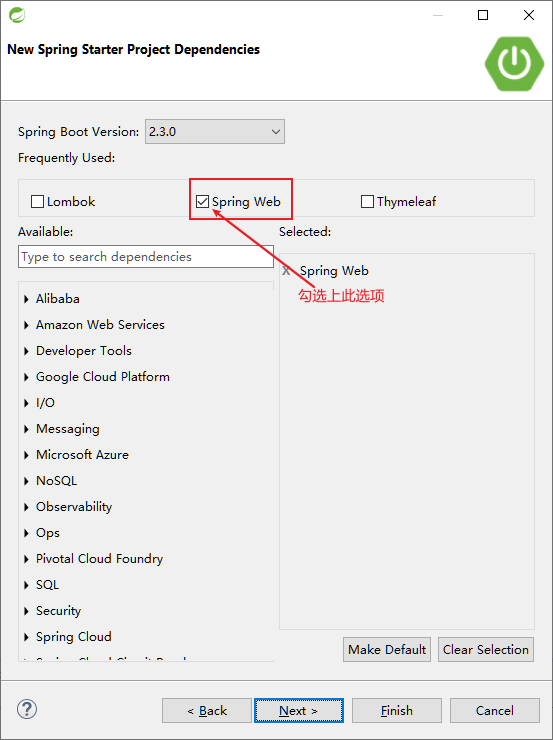 New Spring Starter Project Dependencies
Spring Boot Version: 2.3.0
Frequently Used:
Lombok Spring Web Thymeleaf
Available: Selected:
Type to search dependencies
X Spring Web
勾选上此选项
Alibaba
Amazon Web Services
Developer Tools
Google Cloud Platform
I/O
Messaging
Microsoft Azure
NoSQL
Observability
Ops
Pivotal Cloud Foundry
SQL
Security
Spring Cloud
Make Default Clear Selection
? < Back Next > Finish Cancel